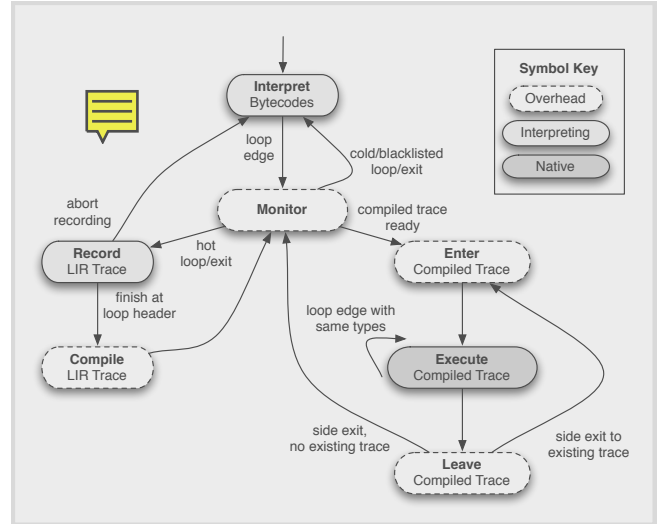 Symbol Key
Overhead
Interpreting
Native
Interpret
Bytecodes
loop
edge
cold/blacklisted
loop/exit
abort
recording
Monitor
compiled trace
ready
Record
LIR Trace
hot
loop/exit
Enter
Compiled Trace
finish at
loop header
loop edge with
same types
Compile
LIR Trace
Execute
Compiled Trace
side exit,
no existing trace
side exit to
existing trace
Leave
Compiled Trace